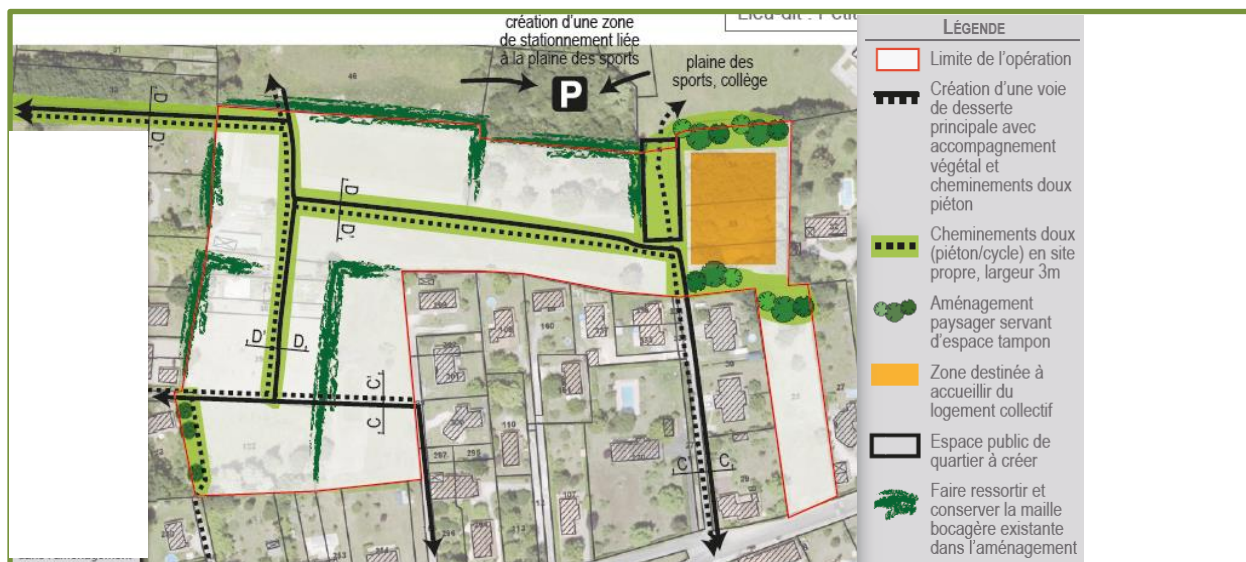 création d'une zone
de stationnement liée
à la plaine des sports
P
plaine des
sports, collège
D
D'
D
D'
D'
D
C'
C
C'
C
LÉGENDE
Limite de l'opération
Création d'une voie
de desserte
principale avec
accompagnement
végétal et
cheminements doux
piéton
Cheminements doux
(piéton/cycle) en site
propre, largeur 3m
Aménagement
paysager servant
d'espace tampon
Zone destinée à
accueillir du
logement collectif
Espace public de
quartier à créer
Faire ressortir et
conserver la maille
bocagère existante
dans l'aménagement